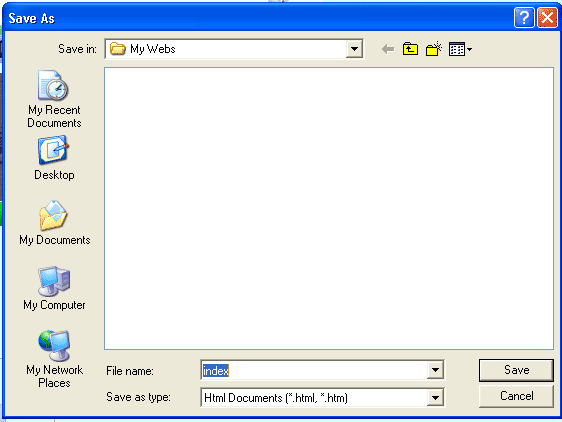 Save As
Save in:
My Webs
My Recent
Documents
Desktop
My Documents
My Computer
My Network
Places
File name:
index
Save
Save as type:
Html Documents (*.html, *.htm)
Cancel